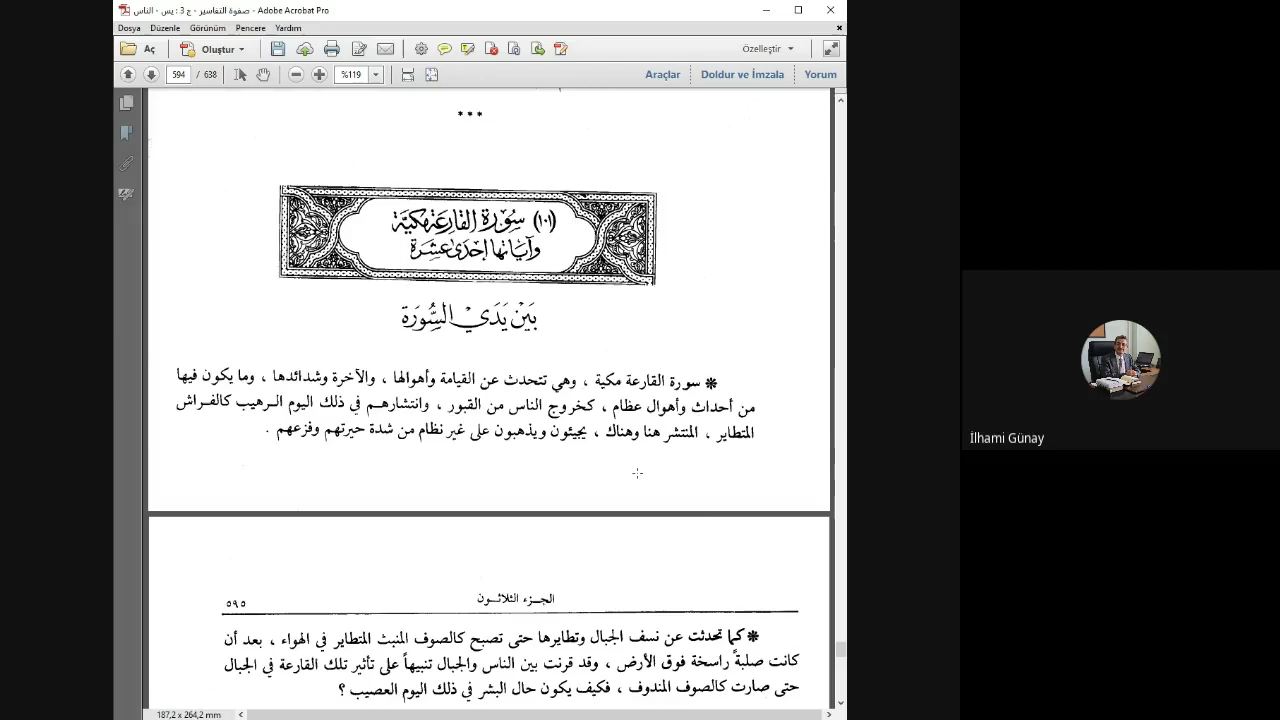 صفوة التفاسير - ج 3 : يس - الناس - Adobe Acrobat Pro
Dosya Düzenle Görünüm Pencere Yardım
Aç Oluştur Özelleştir
594 / 638 %119 Araçlar Doldur ve İmzala Yorum
* * *
(١٠١) سُورَة القَارِعَة مَكيَّة
وَآيَاتها إحْدَى عَشَرَة
بَيْن يَدَي السُّورَة
* سورة القارعة مكية ، وهي تتحدث عن القيامة وأهوالها ، والآخرة وشدائدها ، وما يكون فيها
من أحداث وأهوال عظام ، كخروج الناس من القبور ، وانتشارهم في ذلك اليوم الرهيب كالفراش
المتطاير ، المنتشر هنا وهناك ، يجيئون ويذهبون على غير نظام من شدة حيرتهم وفزعهم .
الجزء الثلاثون ٥٩٥
* كما تحدثت عن نسف الجبال وتطايرها حتى تصبح كالصوف المنبث المتطاير في الهواء ، بعد أن
كانت صلبةً راسخة فوق الأرض ، وقد قرنت بين الناس والجبال تنبيهاً على تأثير تلك القارعة في الجبال
حتى صارت كالصوف المندوف ، فكيف يكون حال البشر في ذلك اليوم العصيب ؟
187,2 x 264,2 mm
İlhami Günay